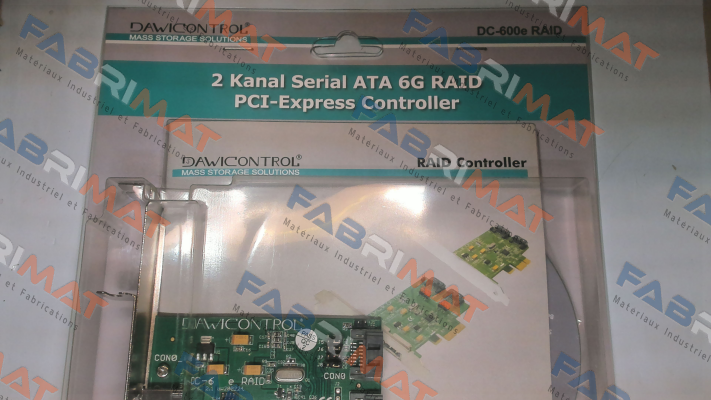 DAWICONTROL®
MASS STORAGE SOLUTIONS
DC-600e RAID
2 Kanal Serial ATA 6G RAID
PCI-Express Controller
DAWICONTROL®
MASS STORAGE SOLUTIONS
RAID Controller
DAWICONTROL
CON0
DC-6 e RAID
CON0
FABRIMAT
Materiaux Industriel et Fabrications